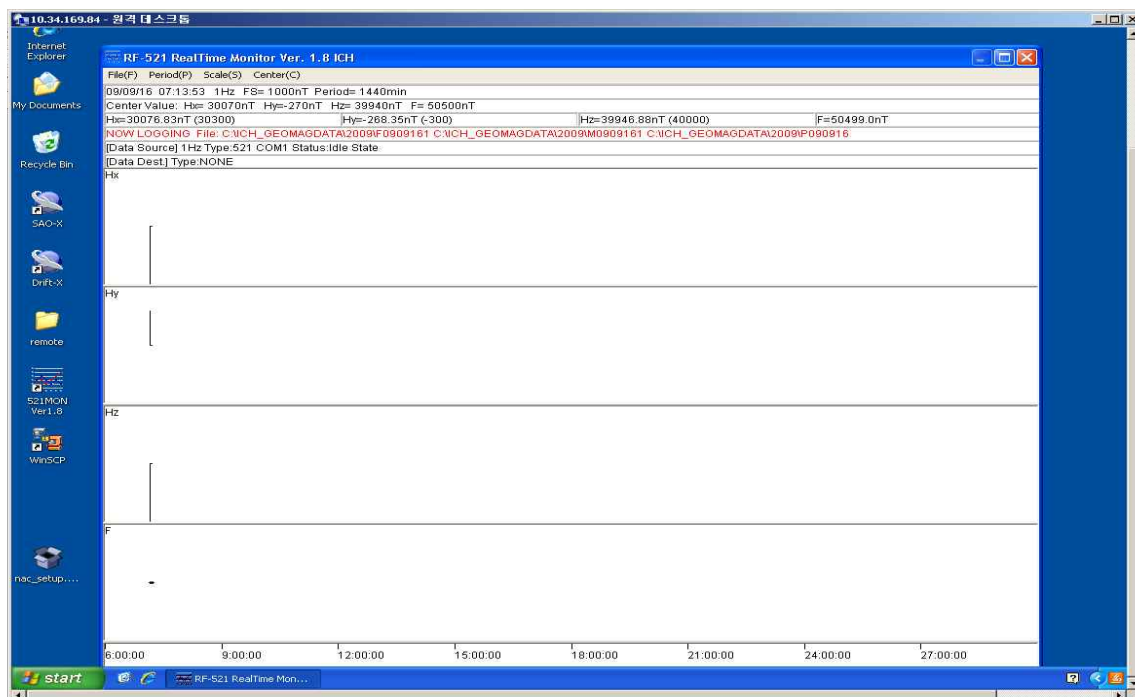 10.34.169.84 - 원격 데스크톱
Internet
Explorer
My Documents
Recycle Bin
SAO-X
Drift-X
remote
521MON
Ver1.8
WinSCP
nac_setup....
RF-521 RealTime Monitor Ver. 1.8 ICH
File(F) Period(P) Scale(S) Center(C)
09/09/16 07:13:53 1Hz FS= 1000nT Period= 1440min
Center Value: Hx= 30070nT Hy=-270nT Hz= 39940nT F= 50500nT
Hx=30076.83nT (30300) Hy=-268.35nT (-300) Hz=39946.88nT (40000) F=50499.0nT
NOW LOGGING File: C:\ICH_GEOMAGDATA\2009\F0909161 C:\ICH_GEOMAGDATA\2009\M0909161 C:\ICH_GEOMAGDATA\2009\P090916
[Data Source] 1Hz Type:521 COM1 Status:Idle State
[Data Dest.] Type:NONE
Hx
Hy
Hz
F
6:00:00 9:00:00 12:00:00 15:00:00 18:00:00 21:00:00 24:00:00 27:00:00
start RF-521 RealTime Mon...